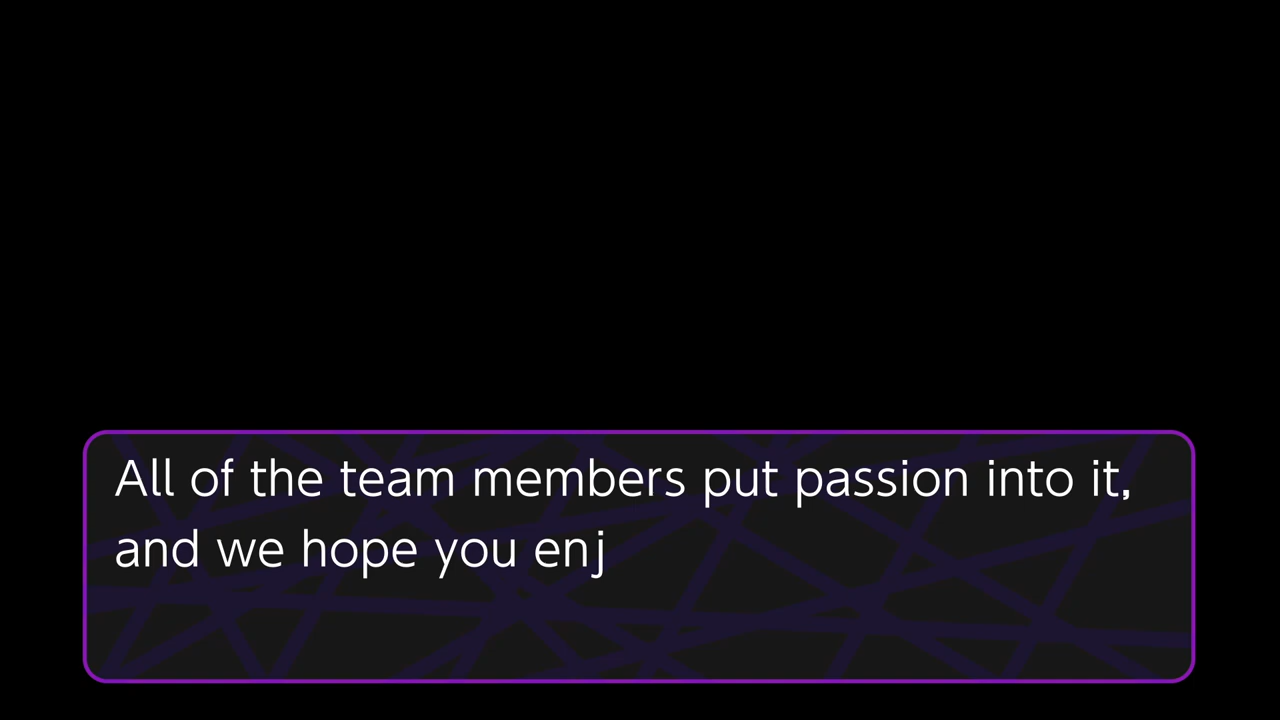 All of the team members put passion into it,
and we hope you enj